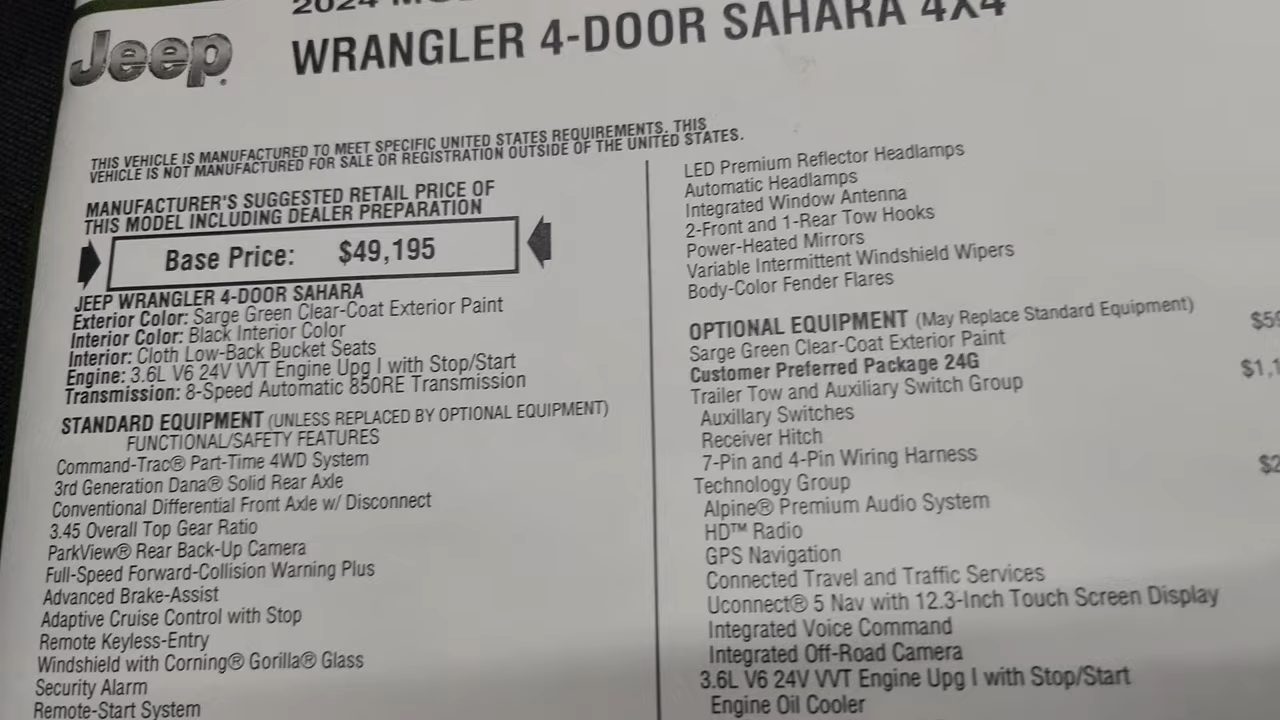 2024
Jeep
WRANGLER 4-DOOR SAHARA 4X4
THIS VEHICLE IS MANUFACTURED TO MEET SPECIFIC UNITED STATES REQUIREMENTS. THIS
VEHICLE IS NOT MANUFACTURED FOR SALE OR REGISTRATION OUTSIDE OF THE UNITED STATES.
MANUFACTURER'S SUGGESTED RETAIL PRICE OF
THIS MODEL INCLUDING DEALER PREPARATION
Base Price: $49,195
JEEP WRANGLER 4-DOOR SAHARA
Exterior Color: Sarge Green Clear-Coat Exterior Paint
Interior Color: Black Interior Color
Interior: Cloth Low-Back Bucket Seats
Engine: 3.6L V6 24V VVT Engine Upg I with Stop/Start
Transmission: 8-Speed Automatic 850RE Transmission
STANDARD EQUIPMENT (UNLESS REPLACED BY OPTIONAL EQUIPMENT)
FUNCTIONAL/SAFETY FEATURES
Command-Trac® Part-Time 4WD System
3rd Generation Dana® Solid Rear Axle
Conventional Differential Front Axle w/ Disconnect
3.45 Overall Top Gear Ratio
ParkView® Rear Back-Up Camera
Full-Speed Forward-Collision Warning Plus
Advanced Brake-Assist
Adaptive Cruise Control with Stop
Remote Keyless-Entry
Windshield with Corning® Gorilla® Glass
Security Alarm
Remote-Start System
LED Premium Reflector Headlamps
Automatic Headlamps
Integrated Window Antenna
2-Front and 1-Rear Tow Hooks
Power-Heated Mirrors
Variable Intermittent Windshield Wipers
Body-Color Fender Flares
OPTIONAL EQUIPMENT (May Replace Standard Equipment)
Sarge Green Clear-Coat Exterior Paint
Customer Preferred Package 24G
Trailer Tow and Auxiliary Switch Group
Auxillary Switches
Receiver Hitch
7-Pin and 4-Pin Wiring Harness
Technology Group
Alpine® Premium Audio System
HD™ Radio
GPS Navigation
Connected Travel and Traffic Services
Uconnect® 5 Nav with 12.3-Inch Touch Screen Display
Integrated Voice Command
Integrated Off-Road Camera
3.6L V6 24V VVT Engine Upg I with Stop/Start
Engine Oil Cooler